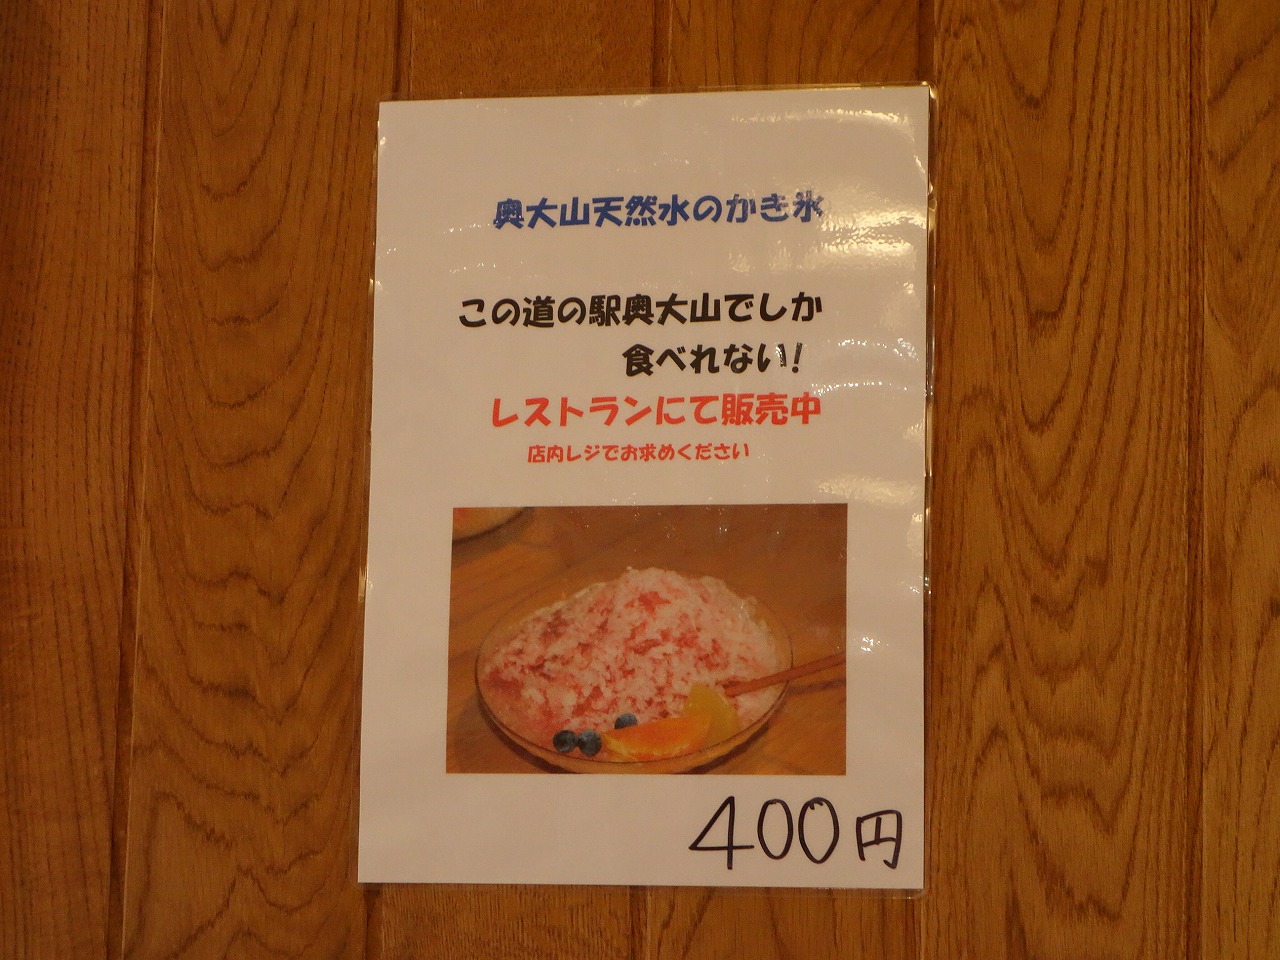 奥大山天然水のかき氷
この道の駅奥大山でしか
食べれない!
レストランにて販売中
店内レジでお求めください
400円